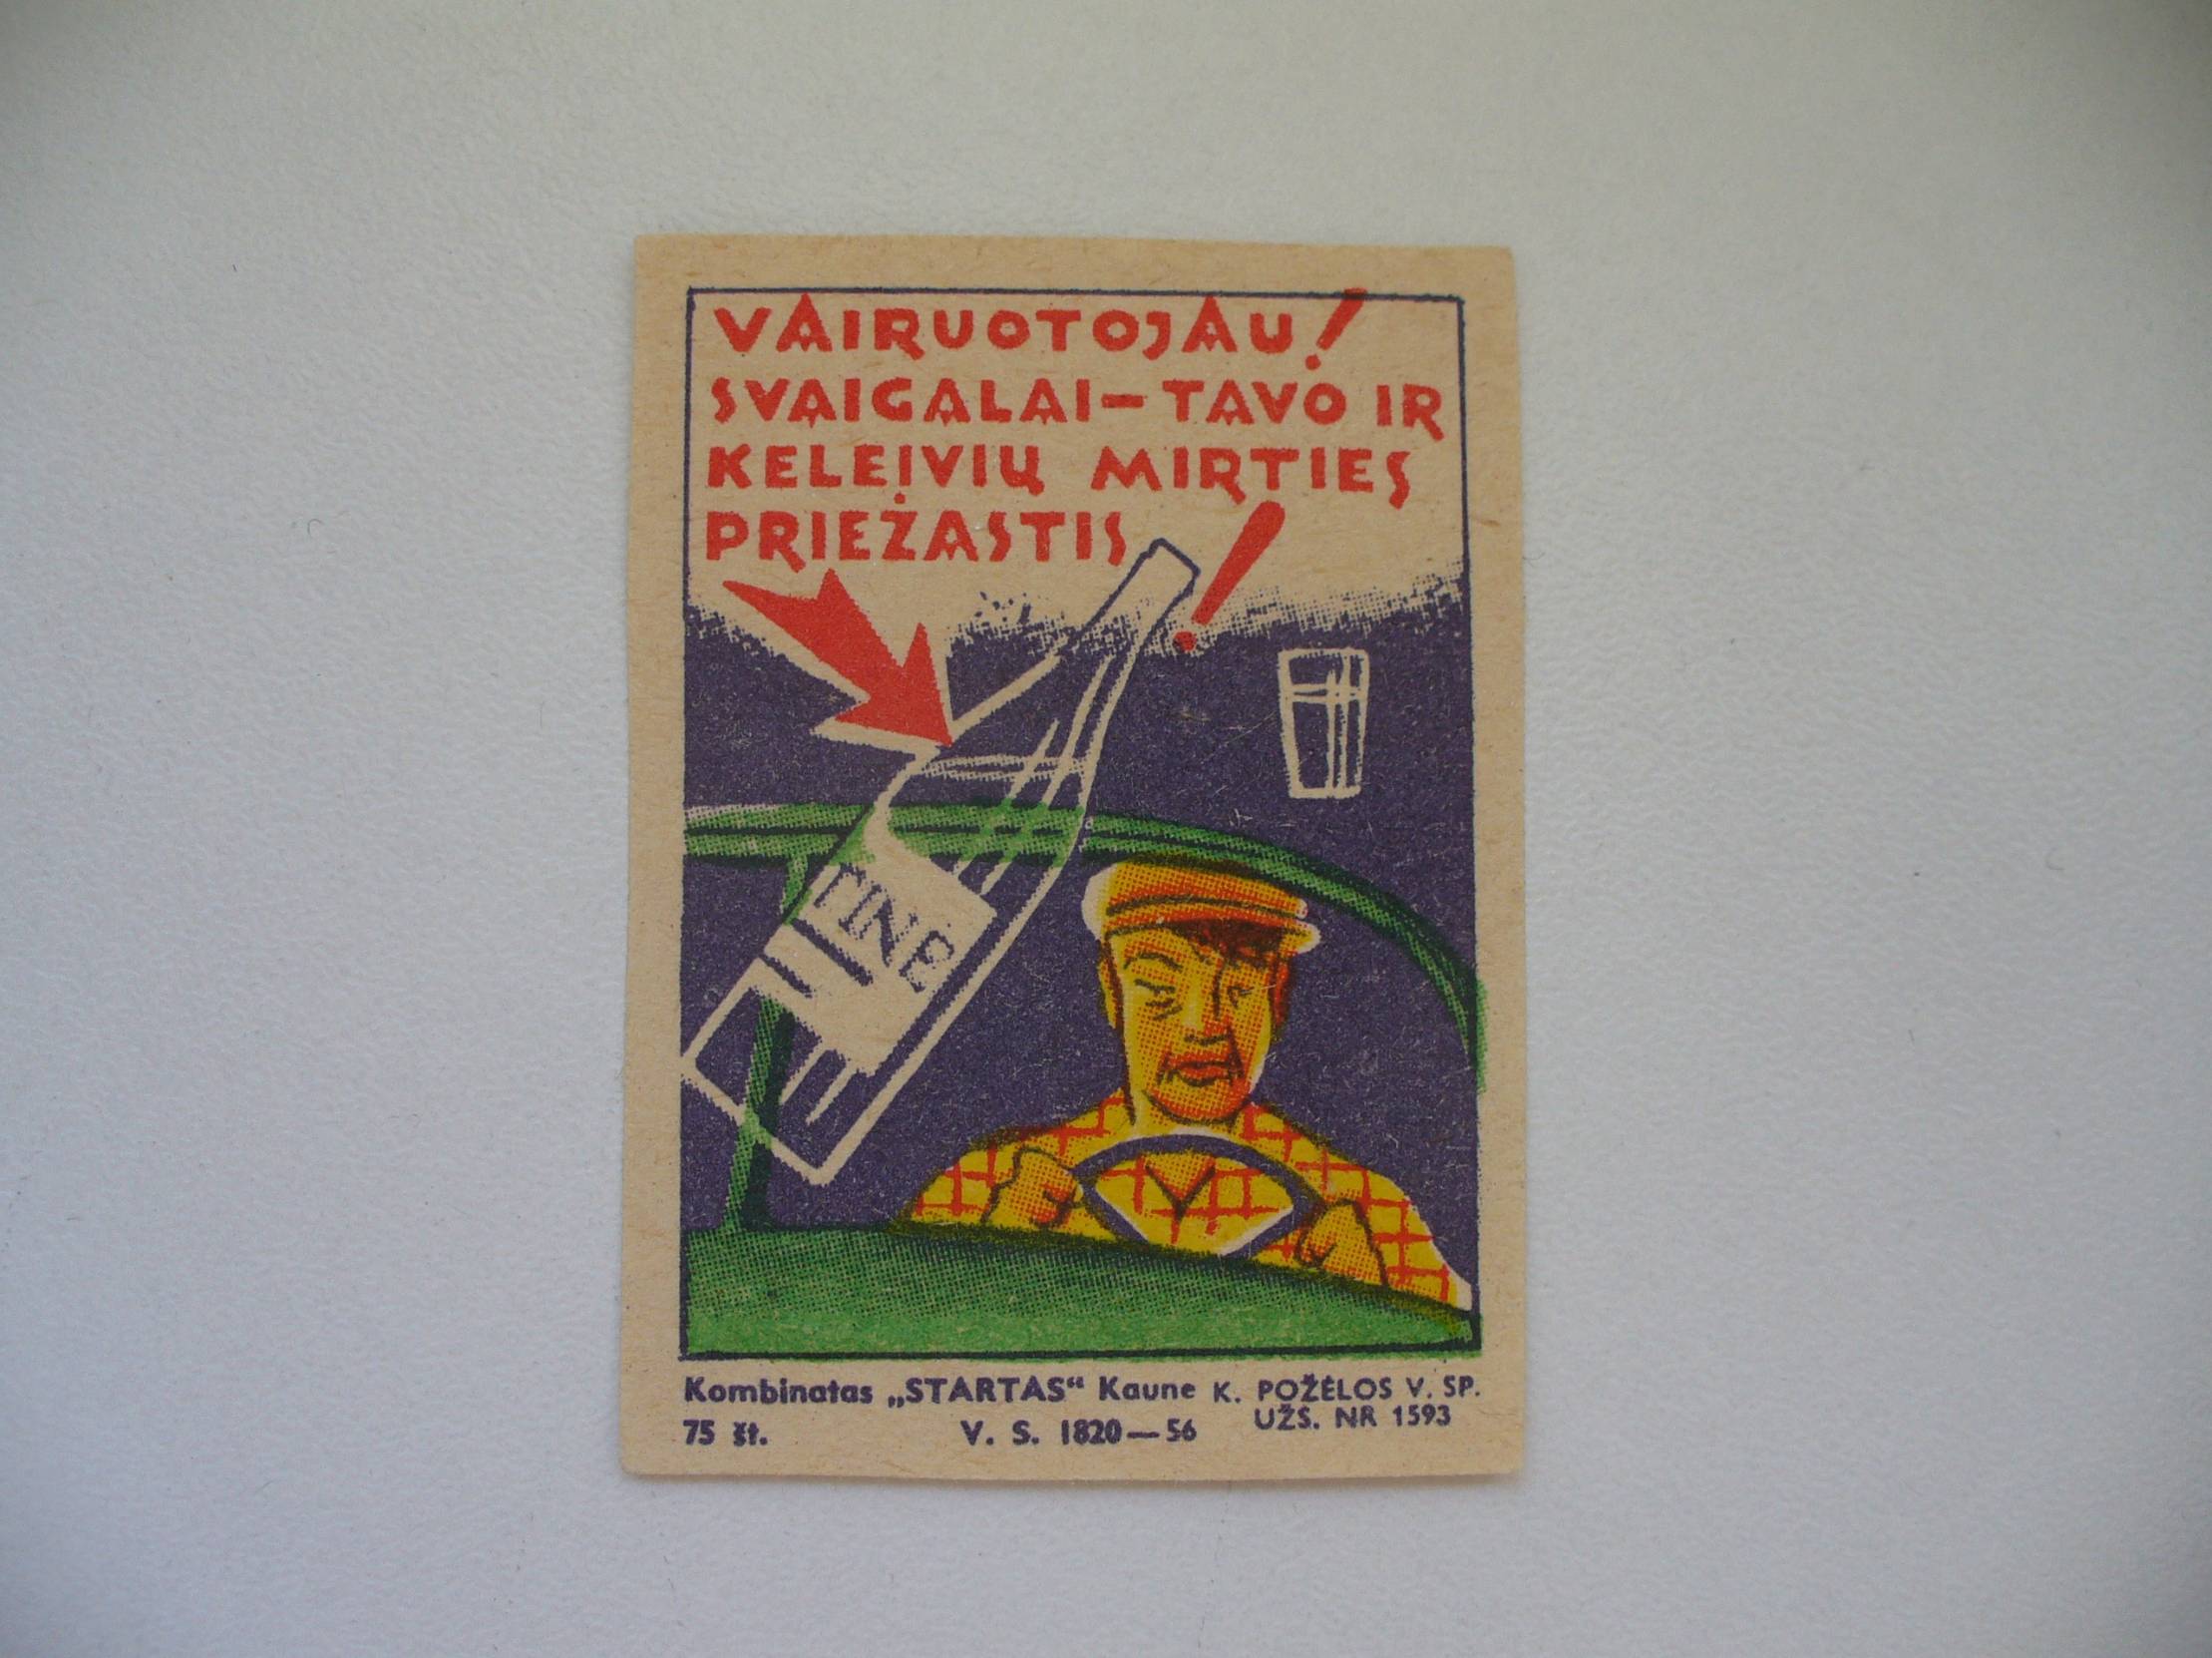 VAIRUOTOJAU!
SVAIGALAI—TAVO IR
KELEIVIŲ MIRTIES
PRIEŽASTIS!
TINĖ
Kombinatas „STARTAS“ Kaune K. POŽĖLOS V. SP.
UŽS. NR 1593
75 št. V. S. 1820—56